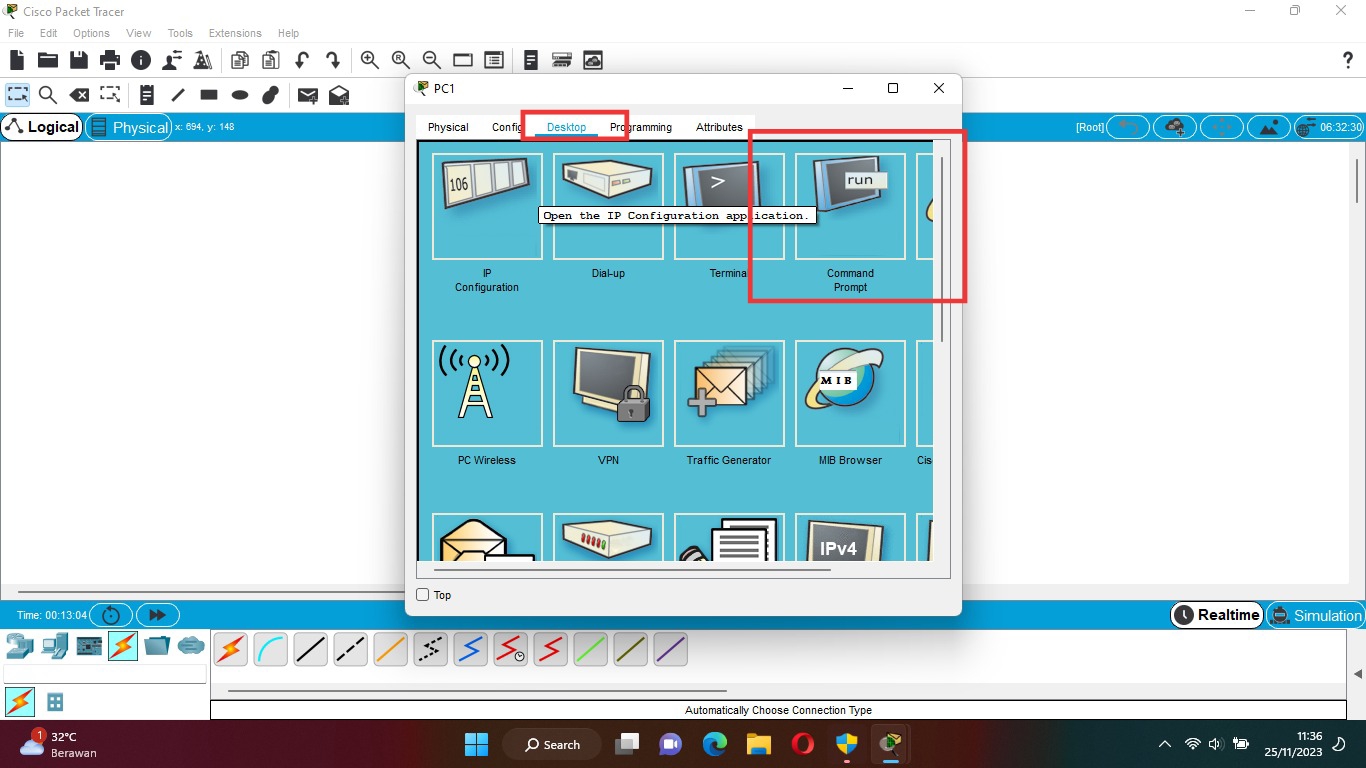 Cisco Packet Tracer
File Edit Options View Tools Extensions Help
PC1
Logical Physical x: 694, y: 148
[Root] 06:32:30
Physical Config Desktop Programming Attributes
106
>
run
Open the IP Configuration application.
IP Configuration
Dial-up
Terminal
Command Prompt
MIB
PC Wireless
VPN
Traffic Generator
MIB Browser
Cis
IPv4
Top
Time: 00:13:04
Realtime Simulation
Automatically Choose Connection Type
1
32°C
Berawan
Search
11:36
25/11/2023